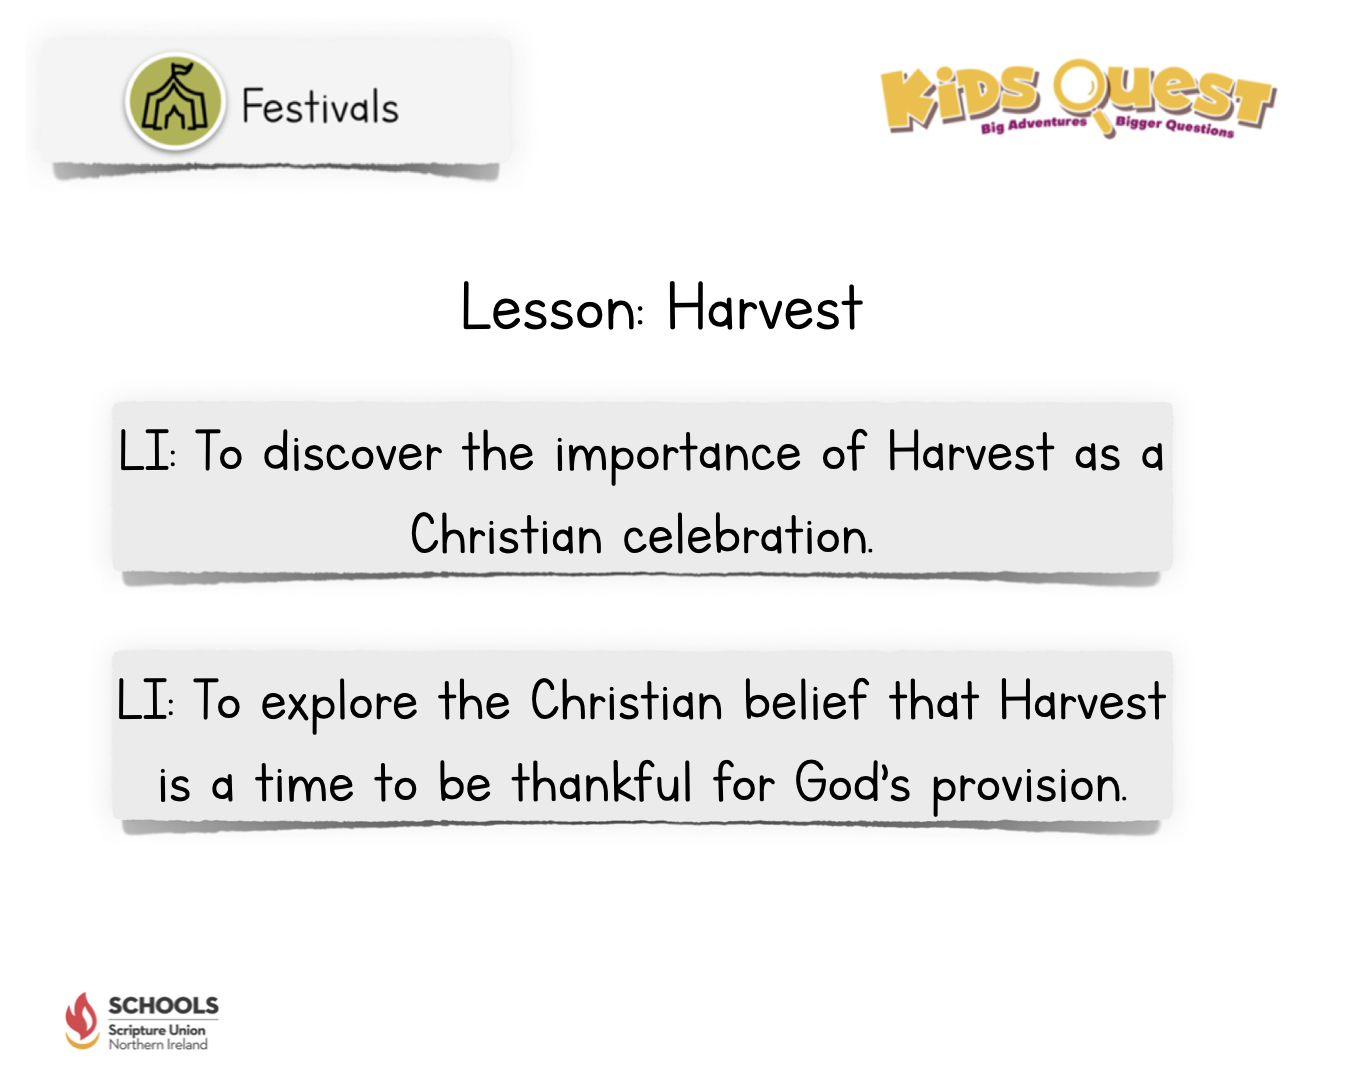 Festivals
KiDS QUEST
Big Adventures Bigger Questions
Lesson: Harvest
LI: To discover the importance of Harvest as a
Christian celebration.
LI: To explore the Christian belief that Harvest
is a time to be thankful for God's provision.
SCHOOLS
Scripture Union
Northern Ireland